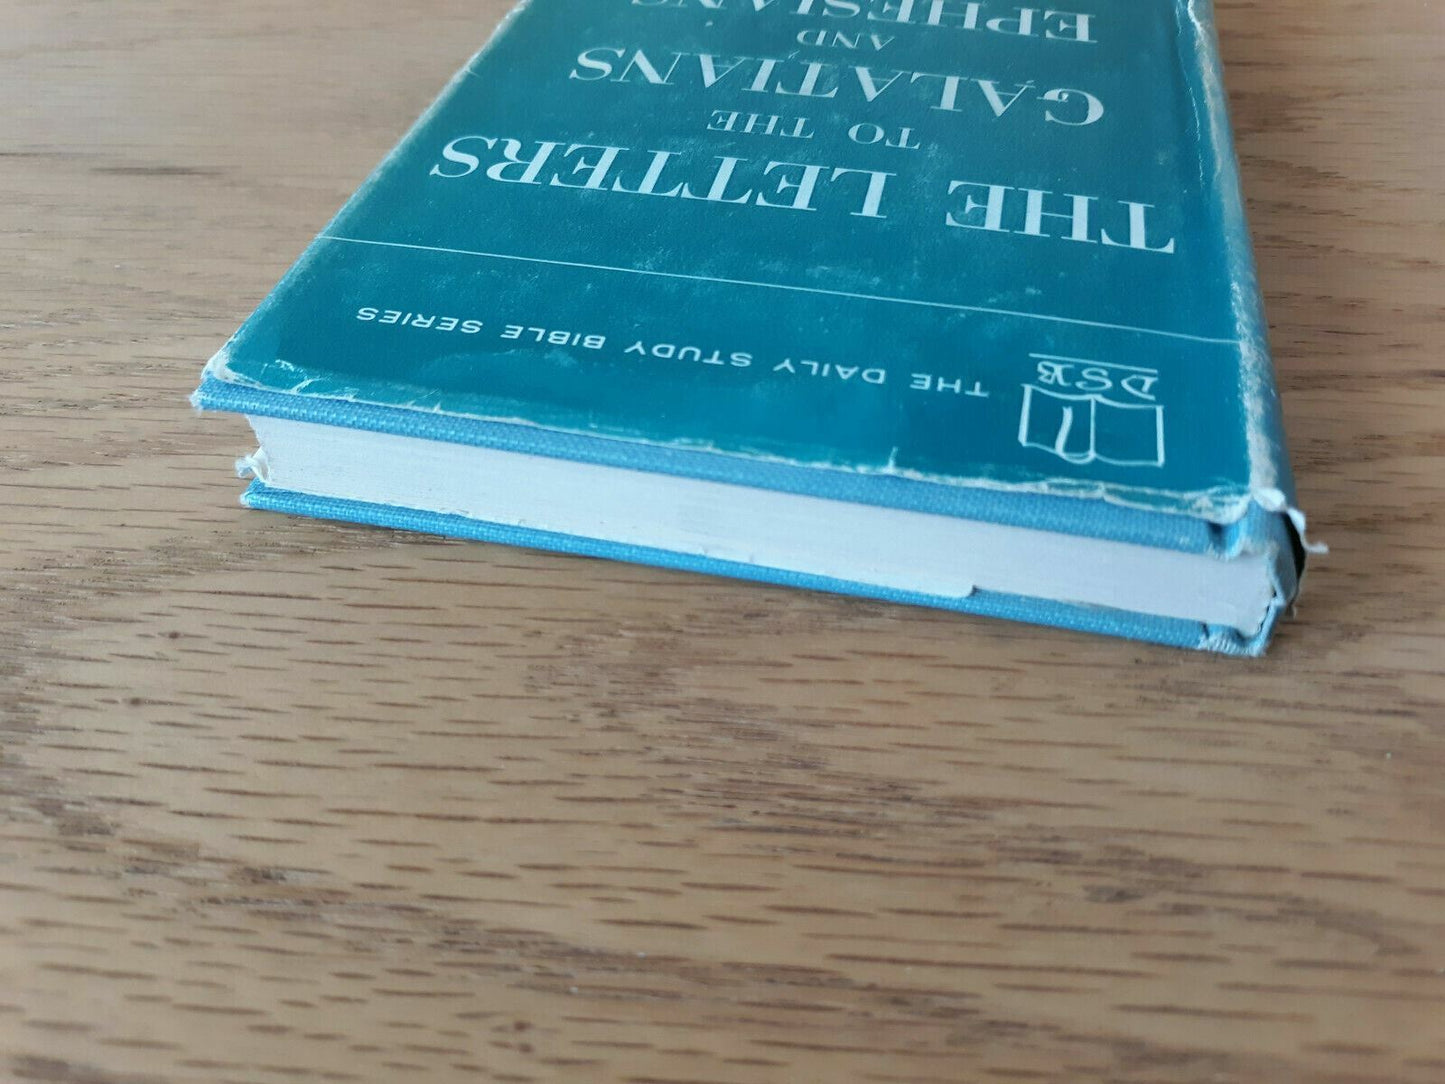 DSB
THE DAILY STUDY BIBLE SERIES
THE LETTERS
TO THE
GALATIANS
AND
EPHESIANS